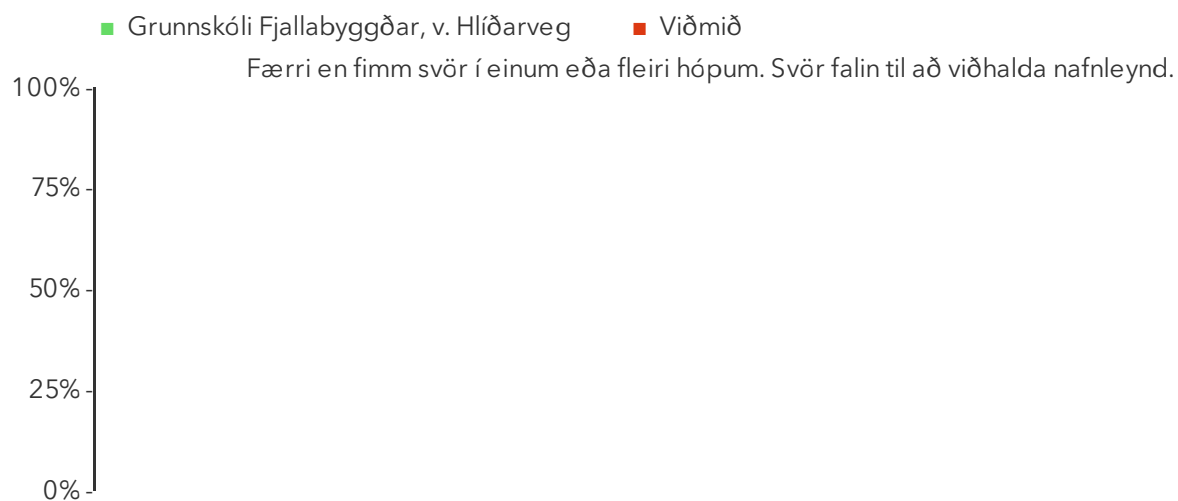 Grunnskóli Fjallabyggðar, v. Hlíðarveg Viðmið
Færri en fimm svör í einum eða fleiri hópum. Svör falin til að viðhalda nafnleynd.
100%
75%
50%
25%
0%